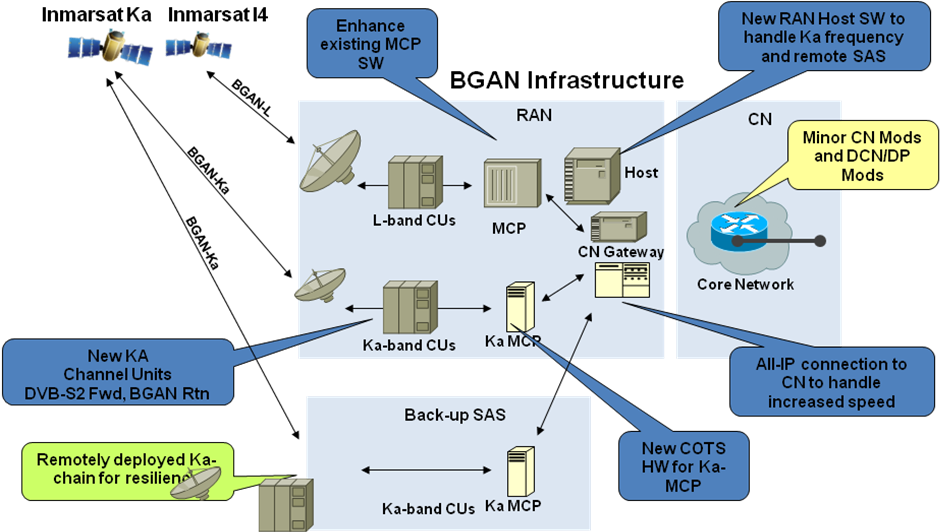 Inmarsat Ka
Inmarsat I4
Enhance
existing MCP
SW
New RAN Host SW to
handle Ka frequency
and remote SAS
BGAN Infrastructure
BGAN-L
RAN
CN
Minor CN Mods
and DCN/DP
Mods
Host
L-band CUs
MCP
BGAN-Ka
CN Gateway
BGAN-Ka
Core Network
Ka-band CUs
Ka MCP
New KA
Channel Units
DVB-S2 Fwd, BGAN Rtn
All-IP connection to
CN to handle
increased speed
Back-up SAS
New COTS
HW for Ka-
MCP
Remotely deployed Ka-
chain for resilienc
Ka-band CUs
Ka MCP